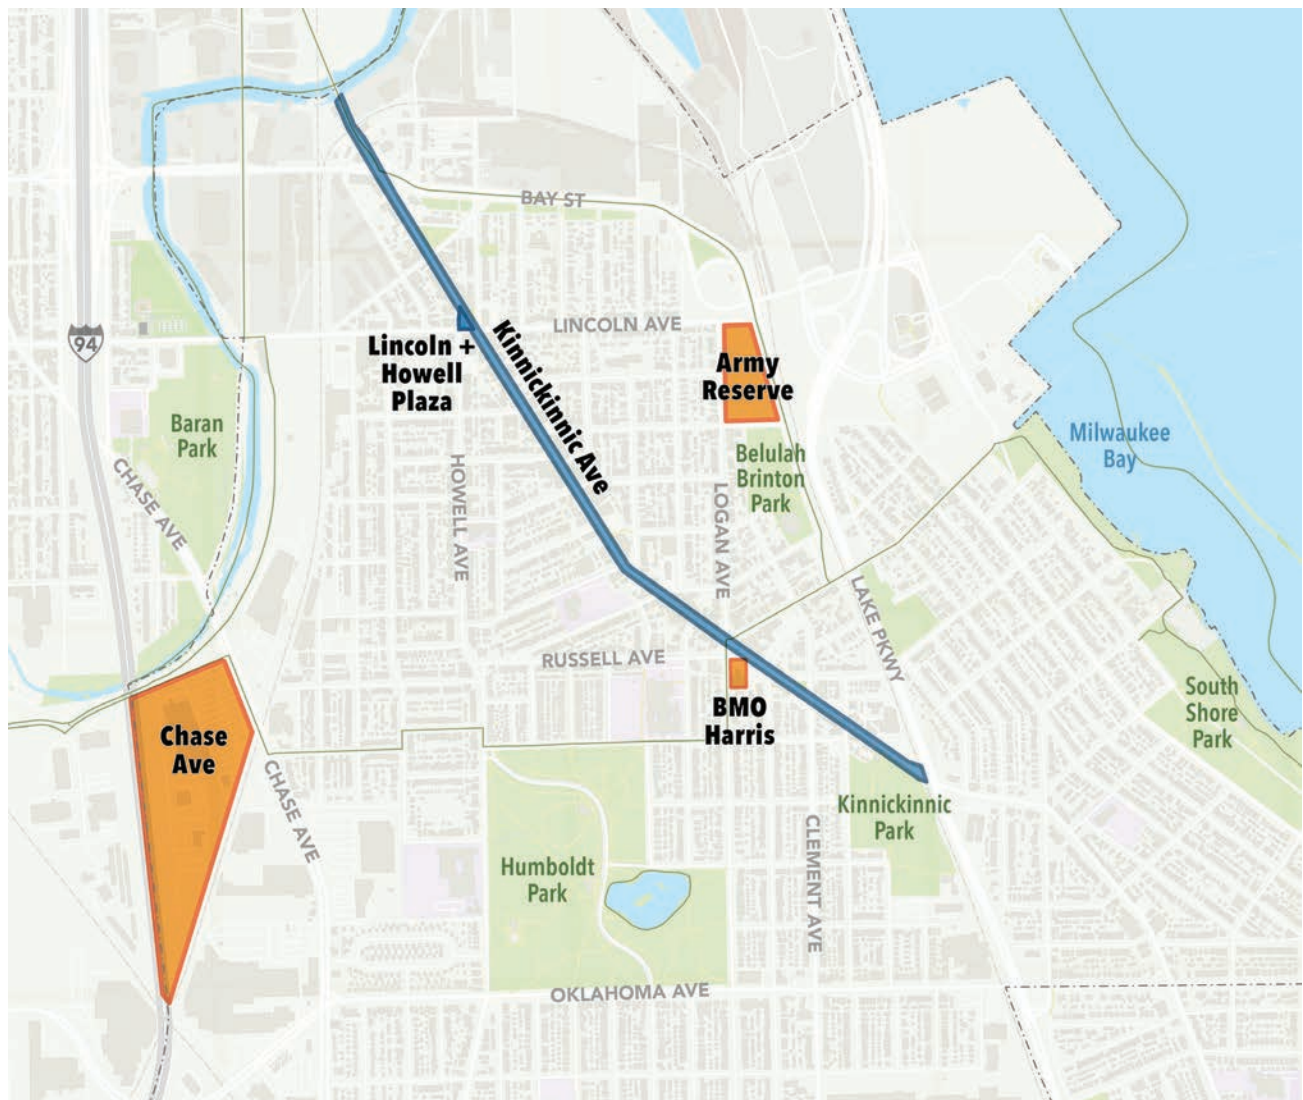 BAY ST
LINCOLN AVE
94
Lincoln +
Howell
Plaza
Kinnickinnic Ave
Army
Reserve
Baran
Park
Milwaukee
Bay
Belulah
Brinton
Park
CHASE AVE
HOWELL AVE
LOGAN AVE
LAKE PKWY
RUSSELL AVE
BMO
Harris
South
Shore
Park
Chase
Ave
CHASE AVE
Kinnickinnic
Park
CLEMENT AVE
Humboldt
Park
OKLAHOMA AVE